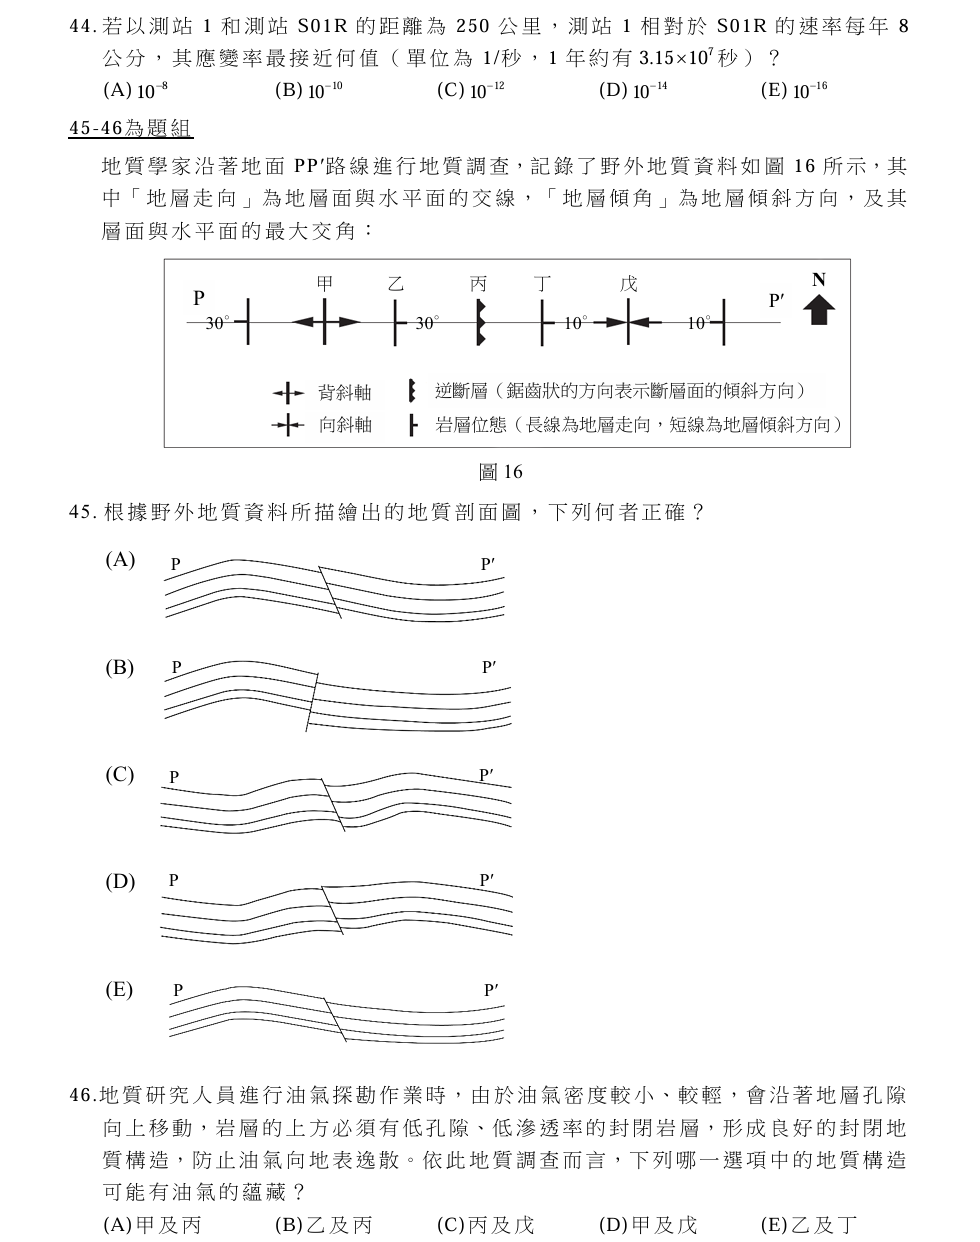 44. 若以測站 1 和測站 S01R 的距離為 250 公里，測站 1 相對於 S01R 的速率每年 8
公分，其應變率最接近何值（單位為 1/秒，1 年約有 3.15×10⁷ 秒）？
(A) 10⁻⁸ (B) 10⁻¹⁰ (C) 10⁻¹² (D) 10⁻¹⁴ (E) 10⁻¹⁶
45-46為題組
地質學家沿著地面 PP′路線進行地質調查，記錄了野外地質資料如圖 16 所示，其
中「地層走向」為地層面與水平面的交線，「地層傾角」為地層傾斜方向，及其
層面與水平面的最大交角：
甲 乙 丙 丁 戊 N
P P′
30° 30° 10° 10°
背斜軸 逆斷層（鋸齒狀的方向表示斷層面的傾斜方向）
向斜軸 岩層位態（長線為地層走向，短線為地層傾斜方向）
圖 16
45. 根據野外地質資料所描繪出的地質剖面圖，下列何者正確？
(A) P P′
(B) P P′
(C) P P′
(D) P P′
(E) P P′
46.地質研究人員進行油氣探勘作業時，由於油氣密度較小、較輕，會沿著地層孔隙
向上移動，岩層的上方必須有低孔隙、低滲透率的封閉岩層，形成良好的封閉地
質構造，防止油氣向地表逸散。依此地質調查而言，下列哪一選項中的地質構造
可能有油氣的蘊藏？
(A)甲及丙 (B)乙及丙 (C)丙及戊 (D)甲及戊 (E)乙及丁